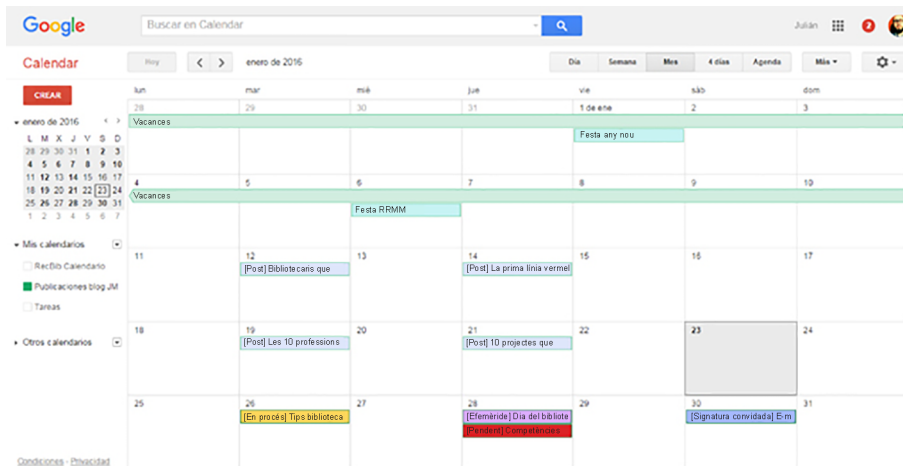 Google
Buscar en Calendar
Julián
2
Calendar
Hoy
enero de 2016
Día
Semana
Mes
4 días
Agenda
Más
CREAR
enero de 2016
L M X J V S D
28 29 30 31 1 2 3
4 5 6 7 8 9 10
11 12 13 14 15 16 17
18 19 20 21 22 23 24
25 26 27 28 29 30 31
1 2 3 4 5 6 7
Mis calendarios
RecBib Calendario
Publicaciones blog JM
Tareas
Otros calendarios
Condiciones - Privacidad
lun mar mié jue vie sáb dom
28 29 30 31 1 de ene 2 3
Vacances
Festa any nou
4 5 6 7 8 9 10
Vacances
Festa RRMM
11 12 13 14 15 16 17
[Post] Bibliotecaris que
[Post] La prima línia vermel
18 19 20 21 22 23 24
[Post] Les 10 professions
[Post] 10 projectes que
25 26 27 28 29 30 31
[En procés] Tips biblioteca
[Efemèride] Dia del bibliote
[Signatura convidada] E-m
[Pendent] Competències